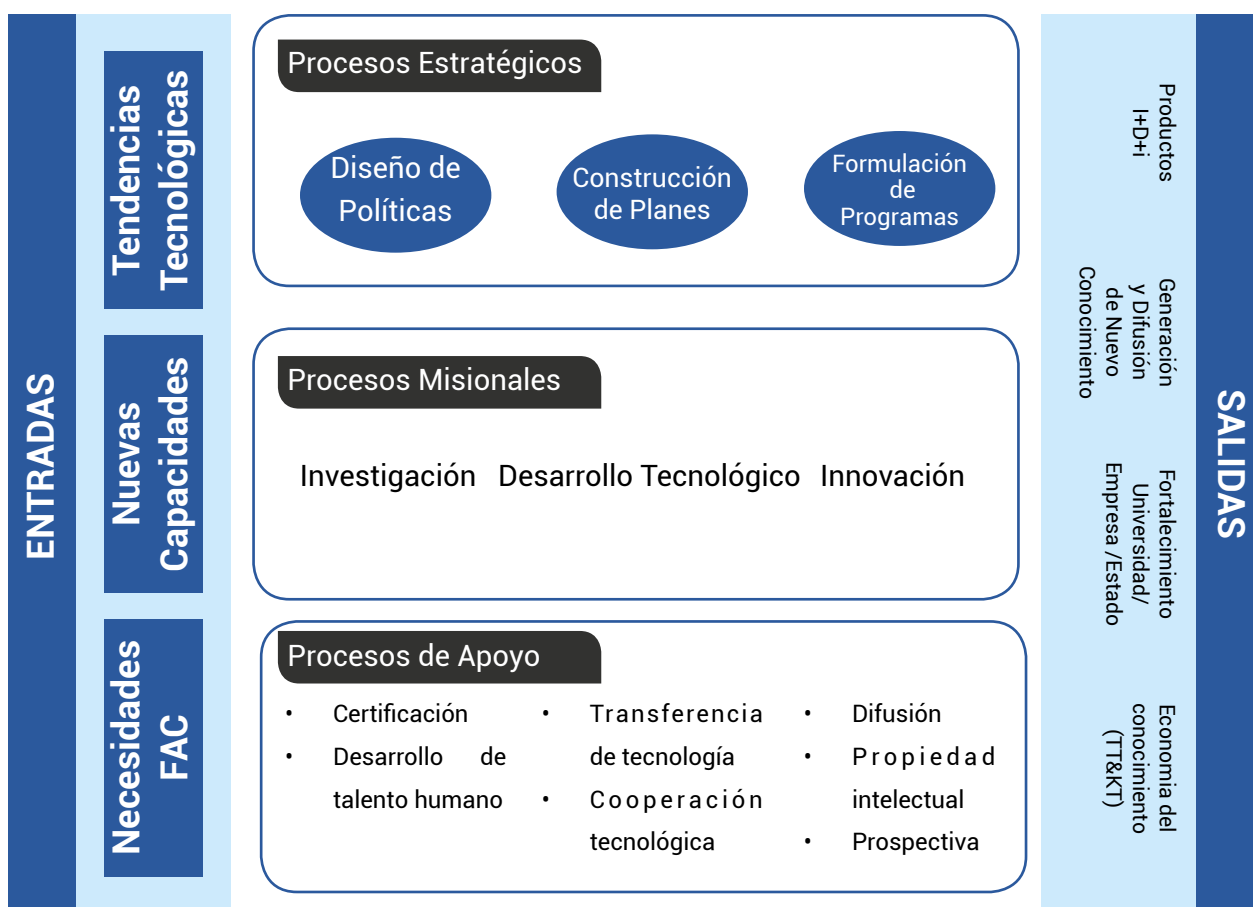 ENTRADAS
Tendencias
Tecnológicas
Nuevas
Capacidades
Necesidades
FAC
Procesos Estratégicos
Diseño de
Políticas
Construcción
de Planes
Formulación
de
Programas
Procesos Misionales
Investigación
Desarrollo Tecnológico
Innovación
Procesos de Apoyo
• Certificación
• Desarrollo de
talento humano
• Transferencia
de tecnología
• Cooperación
tecnológica
• Difusión
• Propiedad
intelectual
• Prospectiva
Productos
I+D+i
Generación
y Difusión
de Nuevo
Conocimiento
Fortalecimiento
Universidad/
Empresa /Estado
Economia del
conocimiento
(TT&KT)
SALIDAS